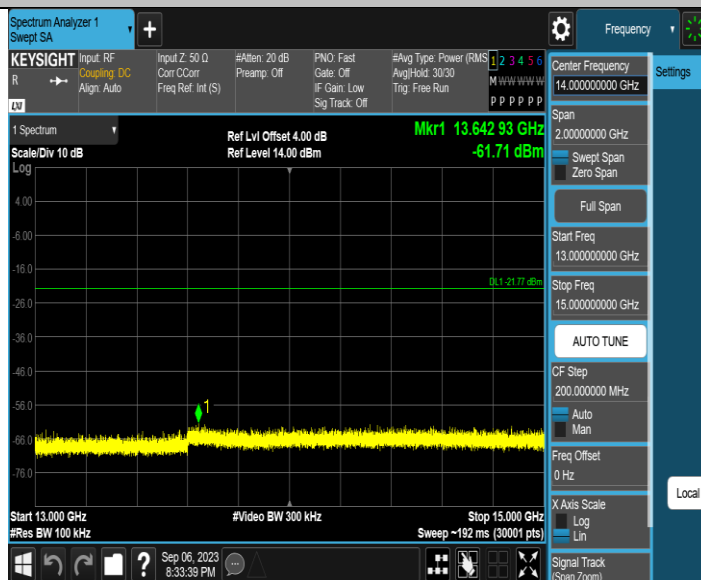 Spectrum Analyzer 1
Swept SA
+
Frequency
KEYSIGHT
R
LXI
Input: RF
Coupling: DC
Align: Auto
Input Z: 50 Ω
Corr CCorr
Freq Ref: Int (S)
#Atten: 20 dB
Preamp: Off
PNO: Fast
Gate: Off
IF Gain: Low
Sig Track: Off
#Avg Type: Power (RMS
Avg|Hold: 30/30
Trig: Free Run
1 2 3 4 5 6
M W W W W W
P P P P P P
1 Spectrum
Scale/Div 10 dB
Log
Ref Lvl Offset 4.00 dB
Ref Level 14.00 dBm
Mkr1 13.642 93 GHz
-61.71 dBm
4.00
-6.00
-16.0
DL1 -21.77 dBm
-26.0
-36.0
-46.0
-56.0
1
-66.0
-76.0
Start 13.000 GHz
#Video BW 300 kHz
Stop 15.000 GHz
#Res BW 100 kHz
Sweep ~192 ms (30001 pts)
?
Sep 06, 2023
8:33:39 PM
Center Frequency
14.000000000 GHz
Settings
Span
2.00000000 GHz
Swept Span
Zero Span
Full Span
Start Freq
13.000000000 GHz
Stop Freq
15.000000000 GHz
AUTO TUNE
CF Step
200.000000 MHz
Auto
Man
Freq Offset
0 Hz
Local
X Axis Scale
Log
Lin
Signal Track
(Span Zoom)